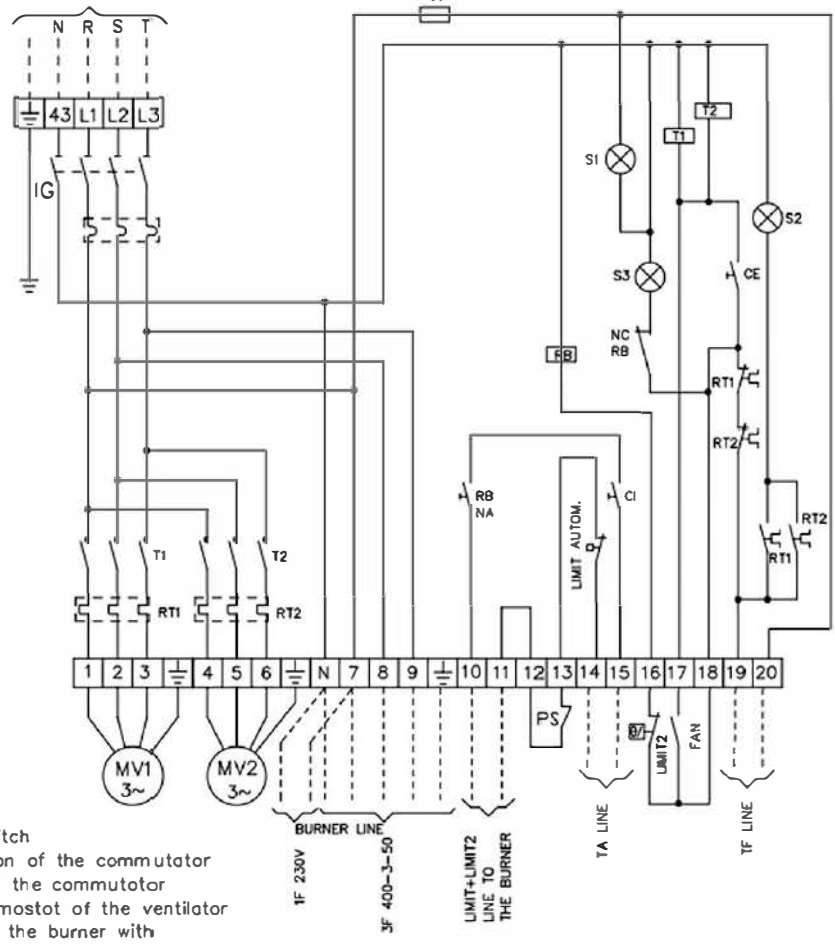 N R S T
43 L1 L2 L3
IG
T2
T1
S1
S2
S3
CE
NC
RB
RB
RT1
RT2
RB
NA
LIMIT AUTOM.
CI
RT2
RT1
T1
T2
RT1
RT2
1 2 3 4 5 6 N 7 8 9 10 11 12 13 14 15 16 17 18 19 20
PS
LIMIT2
FAN
MV1
3~
MV2
3~
BURNER LINE
1F 230V
3F 400-3-50
LIMIT+LIMIT2
LINE TO
THE BURNER
TA LINE
TF LINE
tch
on of the commutator
the commutotor
mostot of the ventilator
the burner with